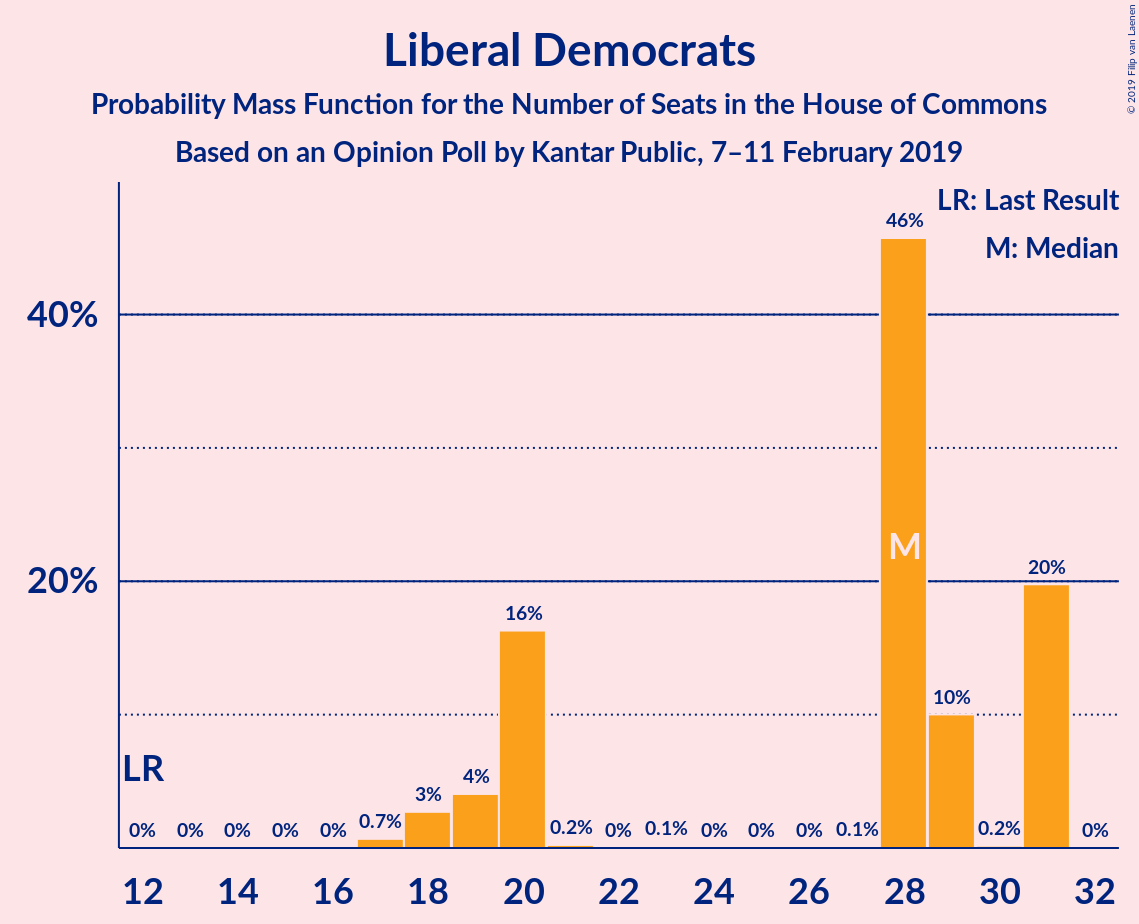 Liberal Democrats
Probability Mass Function for the Number of Seats in the House of Commons
Based on an Opinion Poll by Kantar Public, 7–11 February 2019
© 2019 Filip van Laenen
LR: Last Result
M: Median
46%
40%
M
20%
20%
16%
10%
LR
4%
3%
0% 0% 0% 0% 0% 0.7% 0.2% 0% 0.1% 0% 0% 0% 0.1% 0.2% 0%
12 14 16 18 20 22 24 26 28 30 32